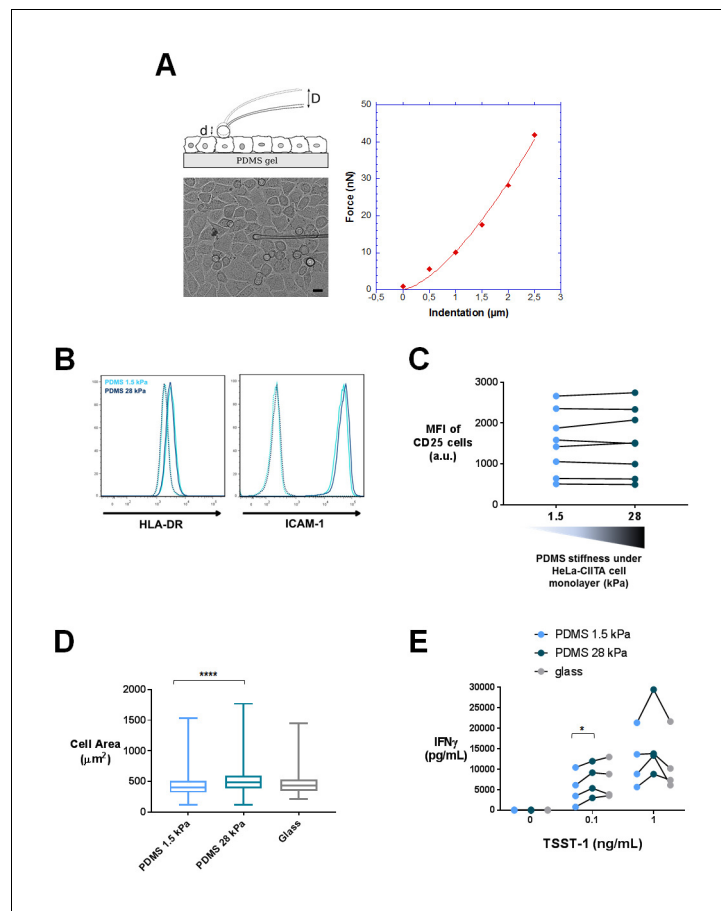 A
D
d
PDMS gel
Force (nN)
50
40
30
20
10
0
-0,5 0 0,5 1 1,5 2 2,5 3
Indentation (µm)
B
PDMS 1.5 kPa
PDMS 28 kPa
HLA-DR
ICAM-1
C
MFI of
CD25 cells
(a.u.)
3000
2000
1000
0
1.5 28
PDMS stiffness under
HeLa-CIITA cell
monolayer (kPa)
D
****
Cell Area
(µm²)
2000
1500
1000
500
0
PDMS 1.5 kPa
PDMS 28 kPa
Glass
E
PDMS 1.5 kPa
PDMS 28 kPa
glass
IFNγ
(pg/mL)
30000
25000
20000
15000
10000
5000
0
*
0 0.1 1
TSST-1 (ng/mL)